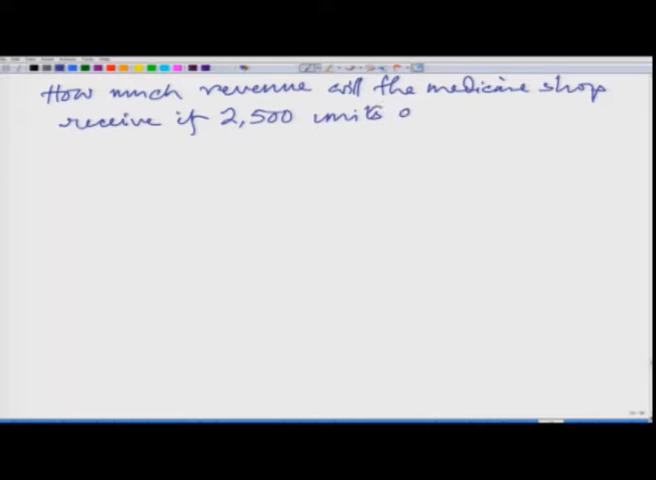 How much revenue will the medicine shop
receive if 2,500 units o